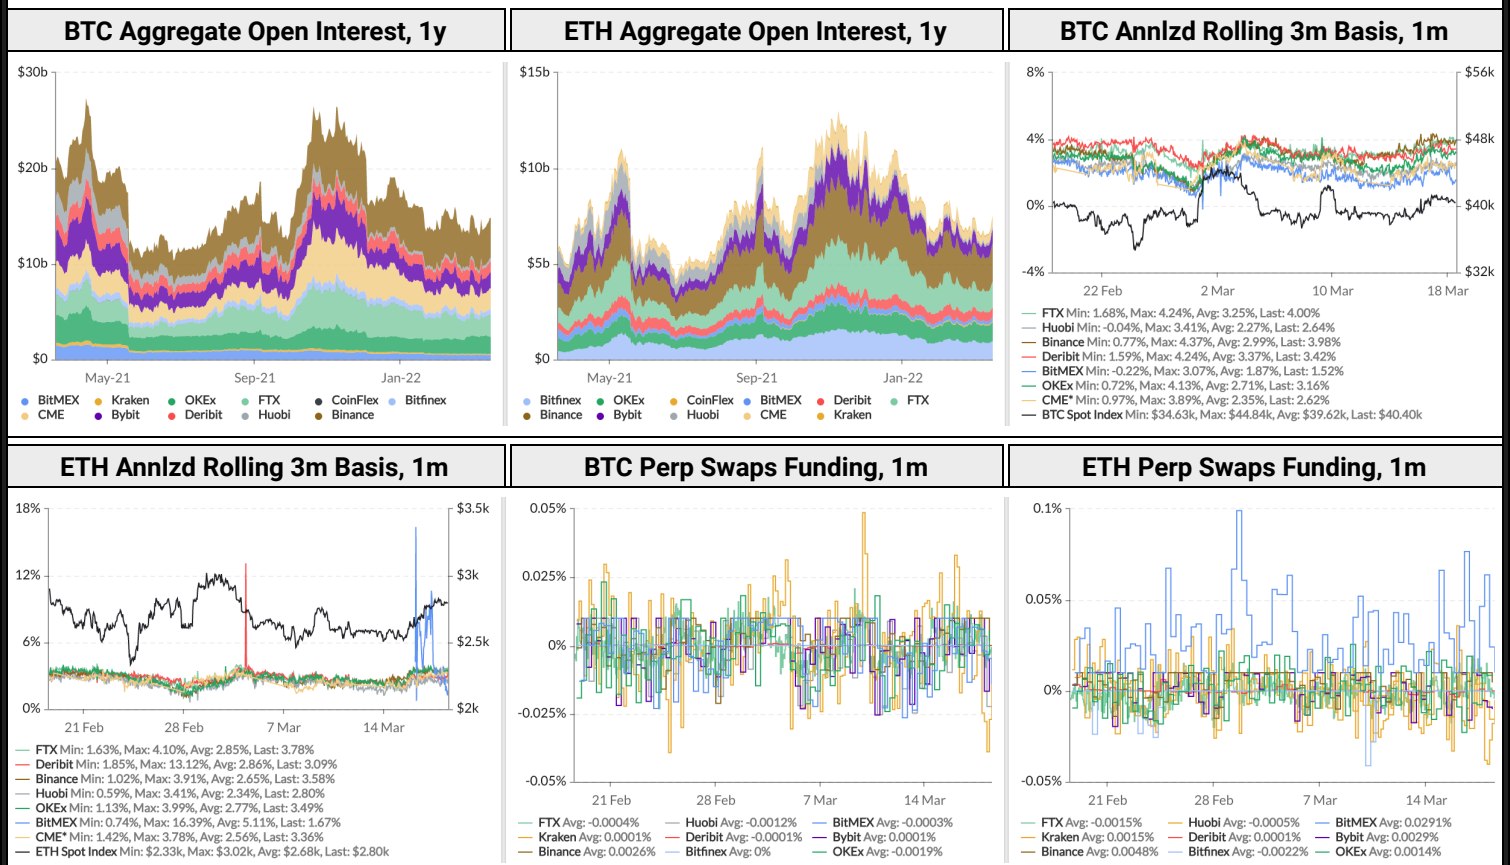 BTC Aggregate Open Interest, 1y
$30b
$20b
$10b
$0
May-21 Sep-21 Jan-22
BitMEX Kraken OKEx FTX CoinFlex Bitfinex
CME Bybit Deribit Huobi Binance
ETH Aggregate Open Interest, 1y
$15b
$10b
$5b
$0
May-21 Sep-21 Jan-22
Bitfinex OKEx CoinFlex BitMEX Deribit FTX
Binance Bybit Huobi CME Kraken
BTC Annlzd Rolling 3m Basis, 1m
8% $56k
4% $48k
0% $40k
-4% $32k
22 Feb 2 Mar 10 Mar 18 Mar
FTX Min: 1.68%, Max: 4.24%, Avg: 3.25%, Last: 4.00%
Huobi Min: -0.04%, Max: 3.41%, Avg: 2.27%, Last: 2.64%
Binance Min: 0.77%, Max: 4.37%, Avg: 2.99%, Last: 3.98%
Deribit Min: 1.59%, Max: 4.24%, Avg: 3.37%, Last: 3.42%
BitMEX Min: -0.22%, Max: 3.07%, Avg: 1.87%, Last: 1.52%
OKEx Min: 0.72%, Max: 4.13%, Avg: 2.71%, Last: 3.16%
CME* Min: 0.97%, Max: 3.89%, Avg: 2.35%, Last: 2.62%
BTC Spot Index Min: $34.63k, Max: $44.84k, Avg: $39.62k, Last: $40.40k
ETH Annlzd Rolling 3m Basis, 1m
18% $3.5k
12% $3k
6% $2.5k
0% $2k
21 Feb 28 Feb 7 Mar 14 Mar
FTX Min: 1.63%, Max: 4.10%, Avg: 2.85%, Last: 3.78%
Deribit Min: 1.85%, Max: 13.12%, Avg: 2.86%, Last: 3.09%
Binance Min: 1.02%, Max: 3.91%, Avg: 2.65%, Last: 3.58%
Huobi Min: 0.59%, Max: 3.41%, Avg: 2.34%, Last: 2.80%
OKEx Min: 1.13%, Max: 3.99%, Avg: 2.77%, Last: 3.49%
BitMEX Min: 0.74%, Max: 16.39%, Avg: 5.11%, Last: 1.67%
CME* Min: 1.42%, Max: 3.78%, Avg: 2.56%, Last: 3.36%
ETH Spot Index Min: $2.33k, Max: $3.02k, Avg: $2.68k, Last: $2.80k
BTC Perp Swaps Funding, 1m
0.05%
0.025%
0%
-0.025%
-0.05%
21 Feb 28 Feb 7 Mar 14 Mar
FTX Avg: -0.0004% Huobi Avg: -0.0012% BitMEX Avg: -0.0003%
Kraken Avg: 0.0001% Deribit Avg: -0.0001% Bybit Avg: 0.0001%
Binance Avg: 0.0026% Bitfinex Avg: 0% OKEx Avg: -0.0019%
ETH Perp Swaps Funding, 1m
0.1%
0.05%
0%
-0.05%
21 Feb 28 Feb 7 Mar 14 Mar
FTX Avg: -0.0015% Huobi Avg: -0.0005% BitMEX Avg: 0.0291%
Kraken Avg: 0.0015% Deribit Avg: 0.0001% Bybit Avg: 0.0029%
Binance Avg: 0.0048% Bitfinex Avg: -0.0022% OKEx Avg: 0.0014%